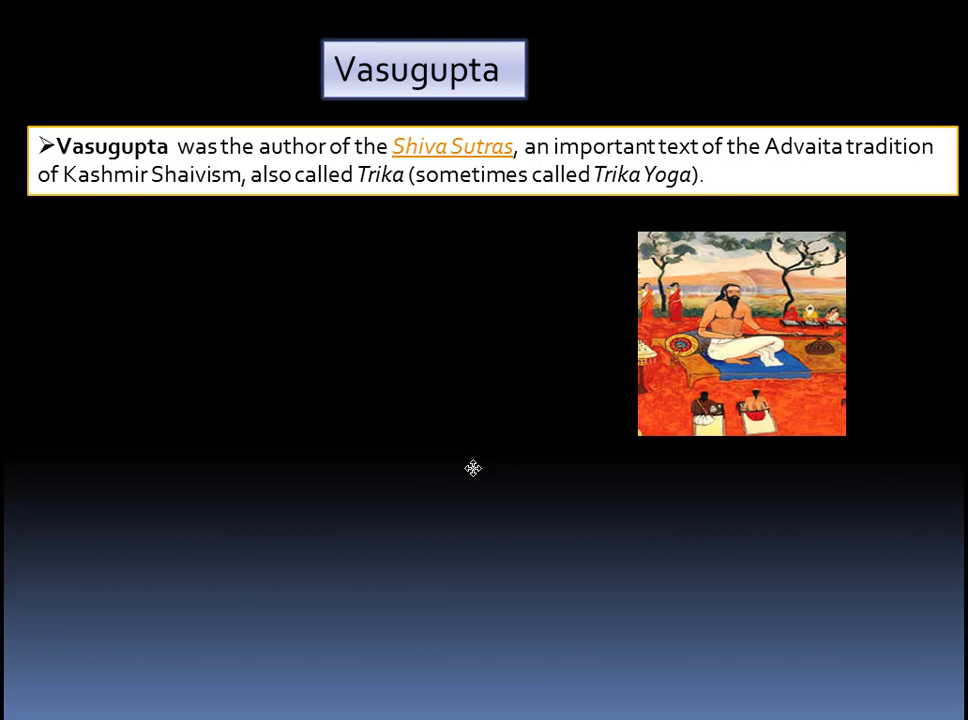 Vasugupta
➢Vasugupta was the author of the Shiva Sutras, an important text of the Advaita tradition
of Kashmir Shaivism, also called Trika (sometimes called Trika Yoga).